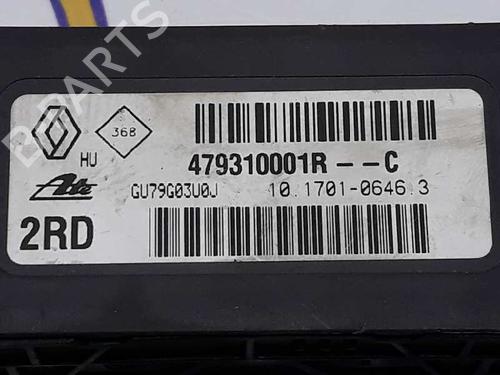 368
HU
479310001R--C
Ate
GU79G03U0J 10.1701-0646.3
2RD
B-PARTS